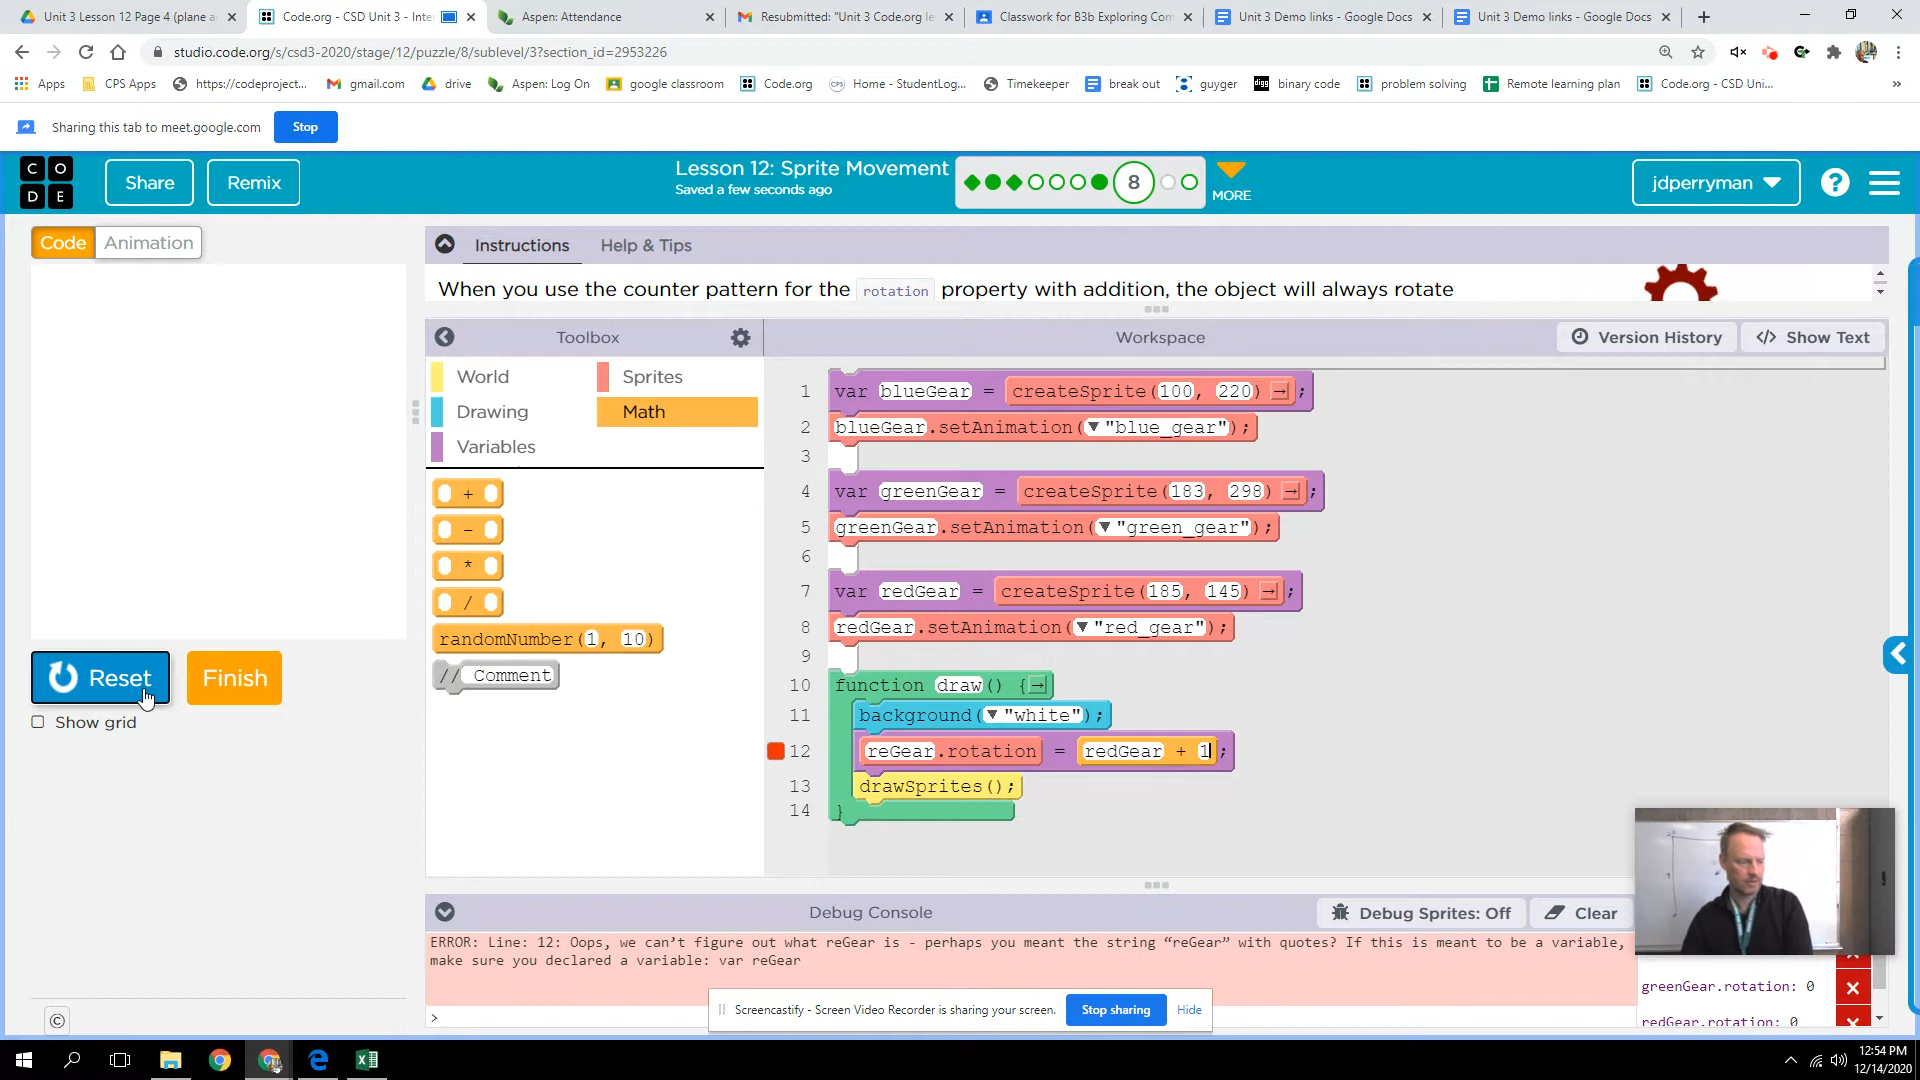 Unit 3 Lesson 12 Page 4 (plane a
Code.org - CSD Unit 3 - Inter
Aspen: Attendance
Resubmitted: "Unit 3 Code.org le
Classwork for B3b Exploring Com
Unit 3 Demo links - Google Docs
Unit 3 Demo links - Google Docs
studio.code.org/s/csd3-2020/stage/12/puzzle/8/sublevel/3?section_id=2953226
Apps
CPS Apps
https://codeproject...
gmail.com
drive
Aspen: Log On
google classroom
Code.org
Home - StudentLog...
Timekeeper
break out
guyger
digg
binary code
problem solving
Remote learning plan
Code.org - CSD Uni...
Sharing this tab to meet.google.com
Stop
C O
D E
Share
Remix
Lesson 12: Sprite Movement
Saved a few seconds ago
8
MORE
jdperryman
?
Code
Animation
Instructions
Help & Tips
When you use the counter pattern for the rotation property with addition, the object will always rotate
Toolbox
Workspace
Version History
</> Show Text
World
Sprites
Drawing
Math
Variables
+
-
*
/
randomNumber(1, 10)
// Comment
1 var blueGear = createSprite(100, 220) → ;
2 blueGear.setAnimation(▼ "blue_gear");
3
4 var greenGear = createSprite(183, 298) → ;
5 greenGear.setAnimation(▼ "green_gear");
6
7 var redGear = createSprite(185, 145) → ;
8 redGear.setAnimation(▼ "red_gear");
9
10 function draw() { →
11 background(▼ "white");
12 reGear.rotation = redGear + 1;
13 drawSprites();
14 }
Reset
Finish
Show grid
Debug Console
Debug Sprites: Off
Clear
ERROR: Line: 12: Oops, we can't figure out what reGear is - perhaps you meant the string "reGear" with quotes? If this is meant to be a variable,
make sure you declared a variable: var reGear
>
greenGear.rotation: 0
redGear.rotation: 0
Screencastify - Screen Video Recorder is sharing your screen.
Stop sharing
Hide
©
12:54 PM
12/14/2020